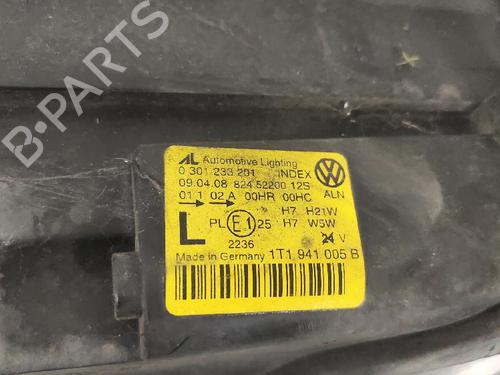 B-PARTS
AL Automotive Lighting
0 301 233 201 INDEX
09.04.08 824 52200 12S ALN
01 1 02 A 00HR 00HC
H7 H21W
L PL E1 25 H7 W5W
2236 24 V
Made in Germany 1T1 941 005 B